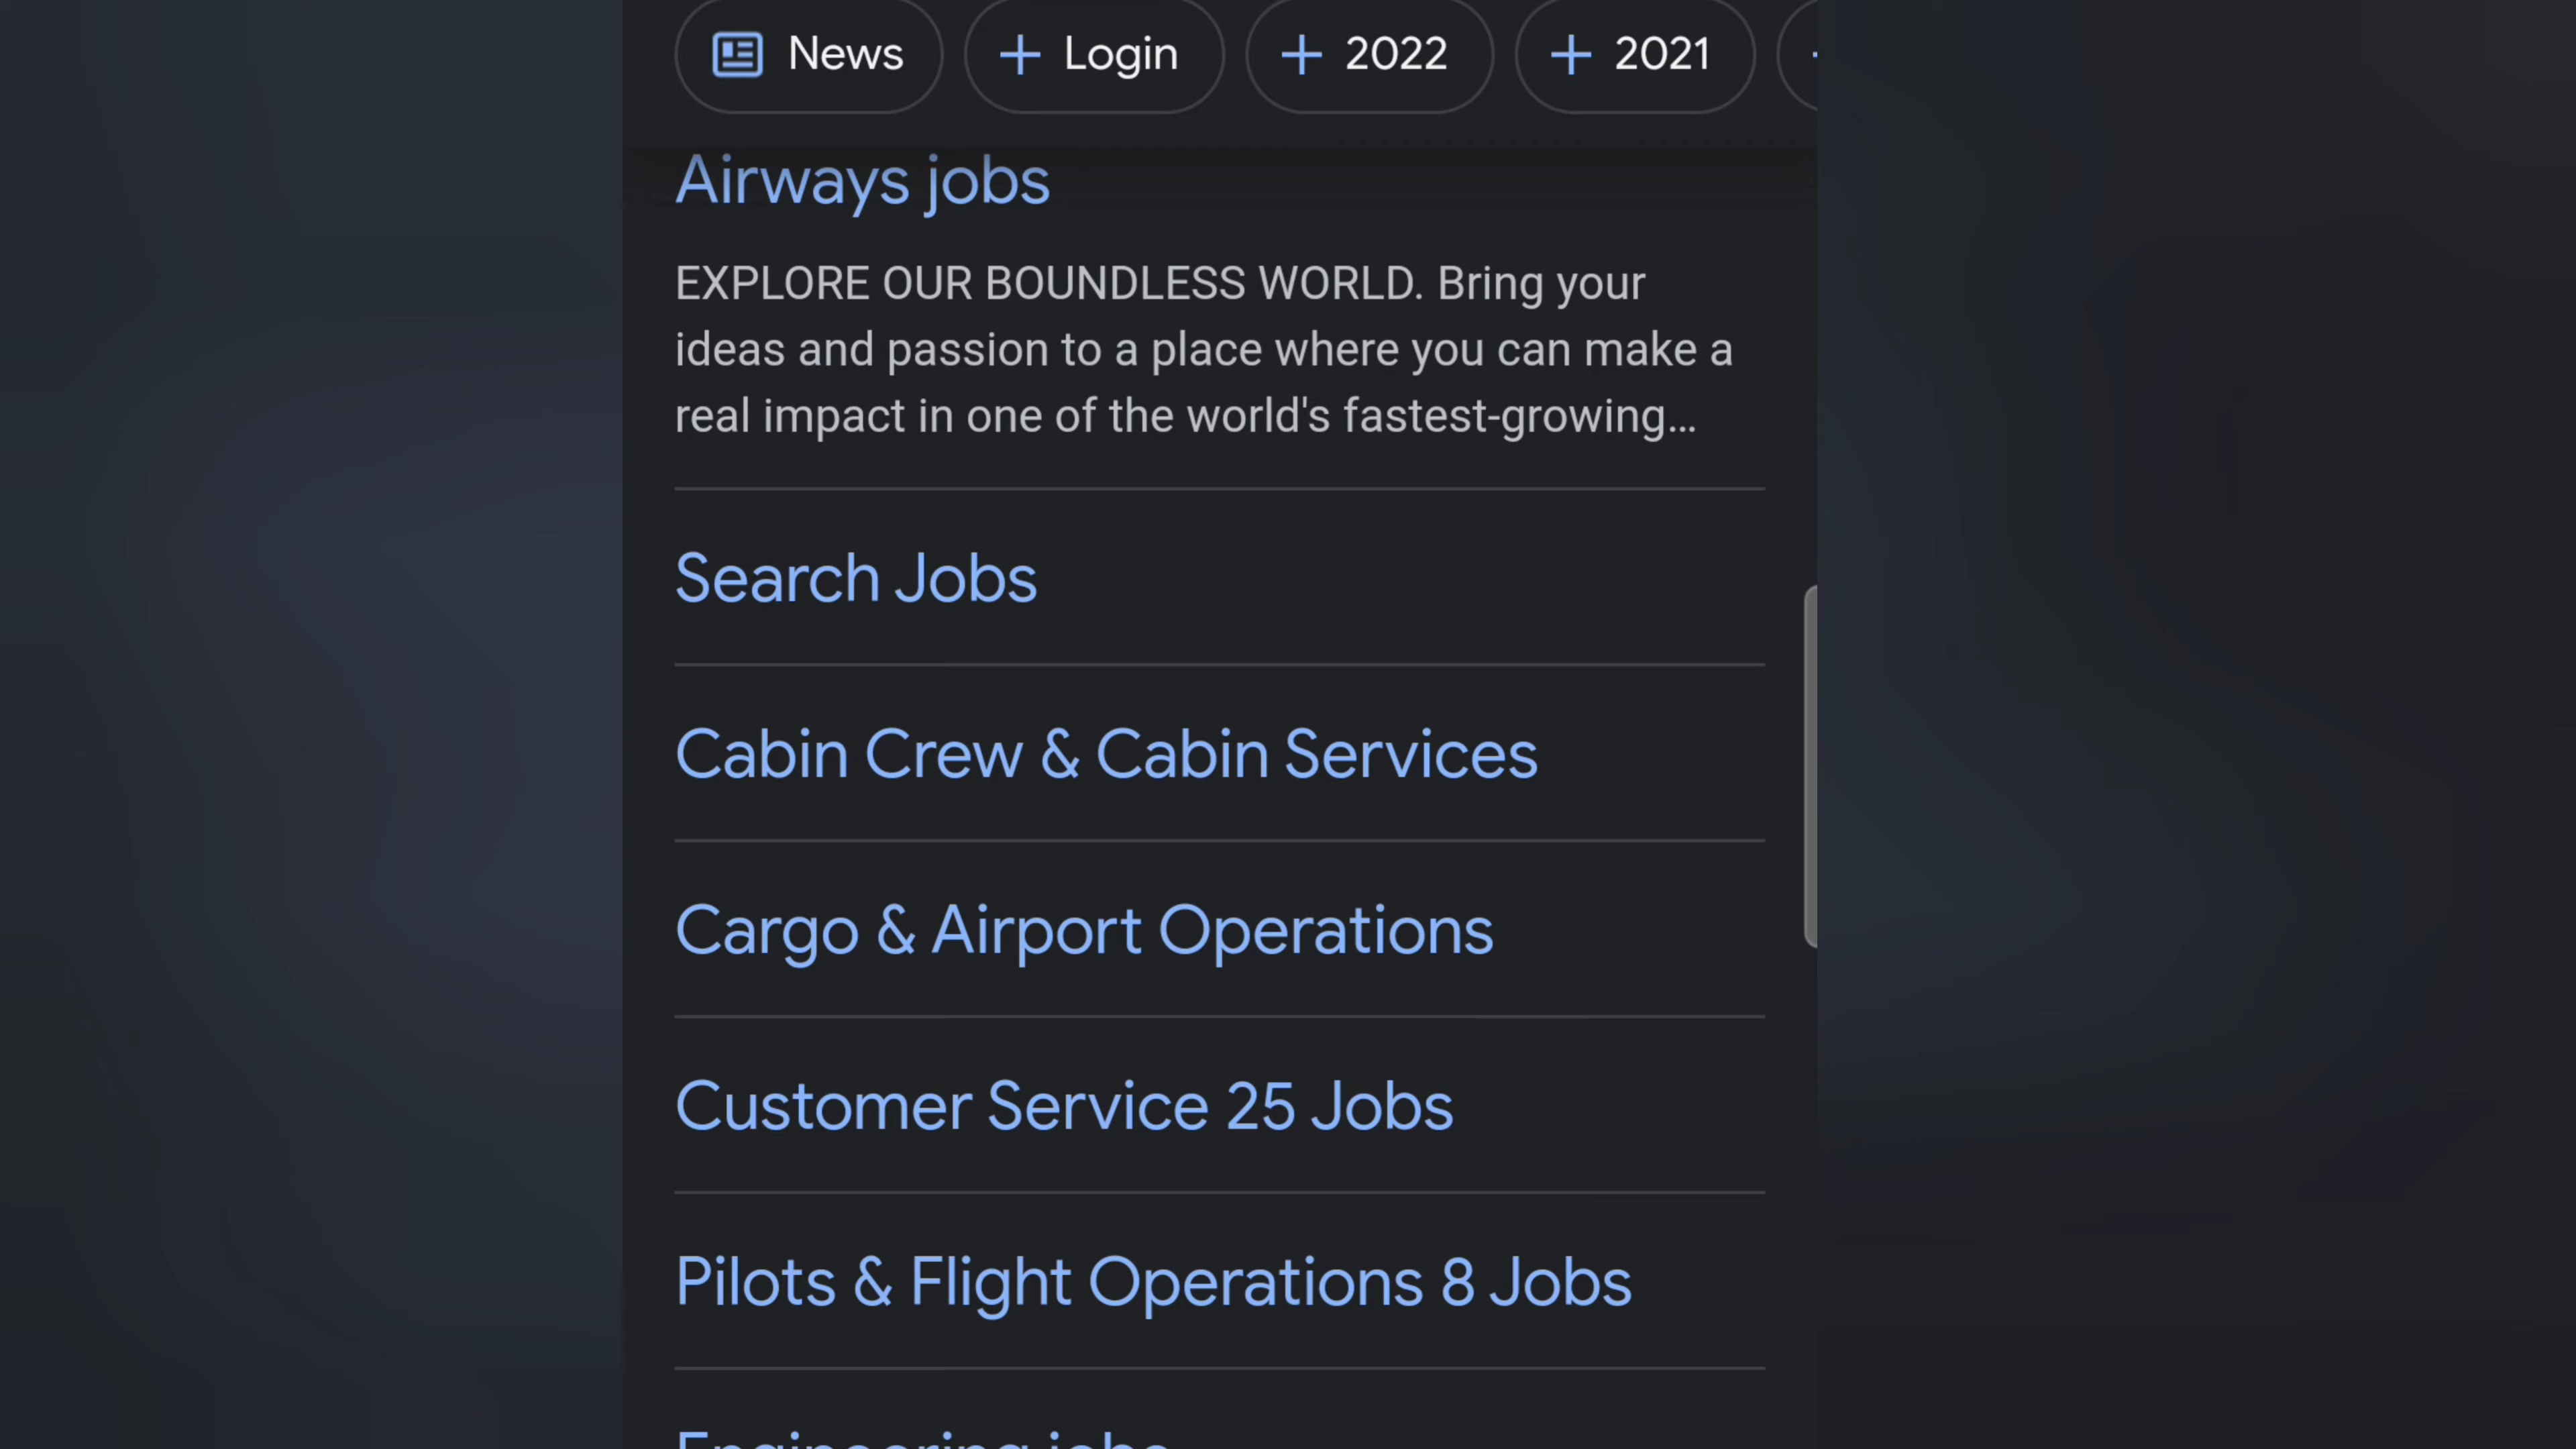 News
Login
2022
2021
Airways jobs
EXPLORE OUR BOUNDLESS WORLD. Bring your
ideas and passion to a place where you can make a
real impact in one of the world's fastest-growing...
Search Jobs
Cabin Crew & Cabin Services
Cargo & Airport Operations
Customer Service 25 Jobs
Pilots & Flight Operations 8 Jobs
Engineering jobs